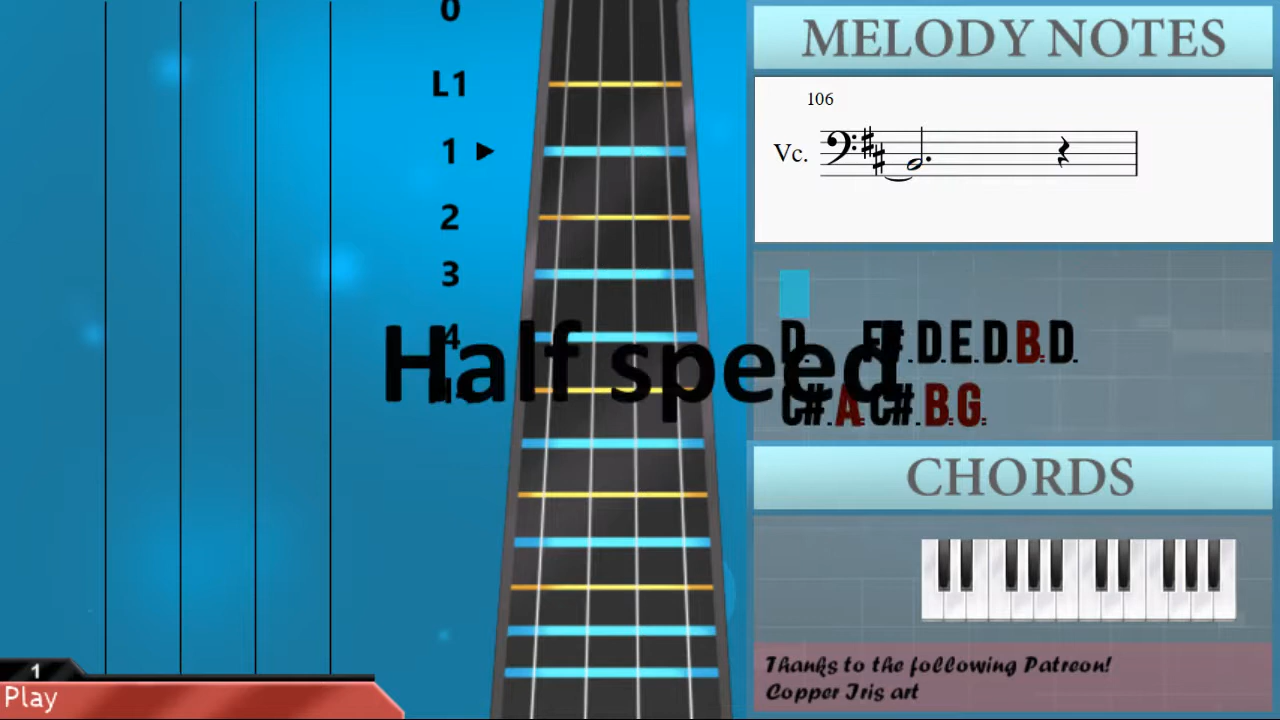 0
L1
1
2
3
4
Half speed
MELODY NOTES
106
Vc.
D. F# .D.E.D.B.D.
C#.A.C#.B.G.
CHORDS
Thanks to the following Patreon!
Copper Iris art
1
Play